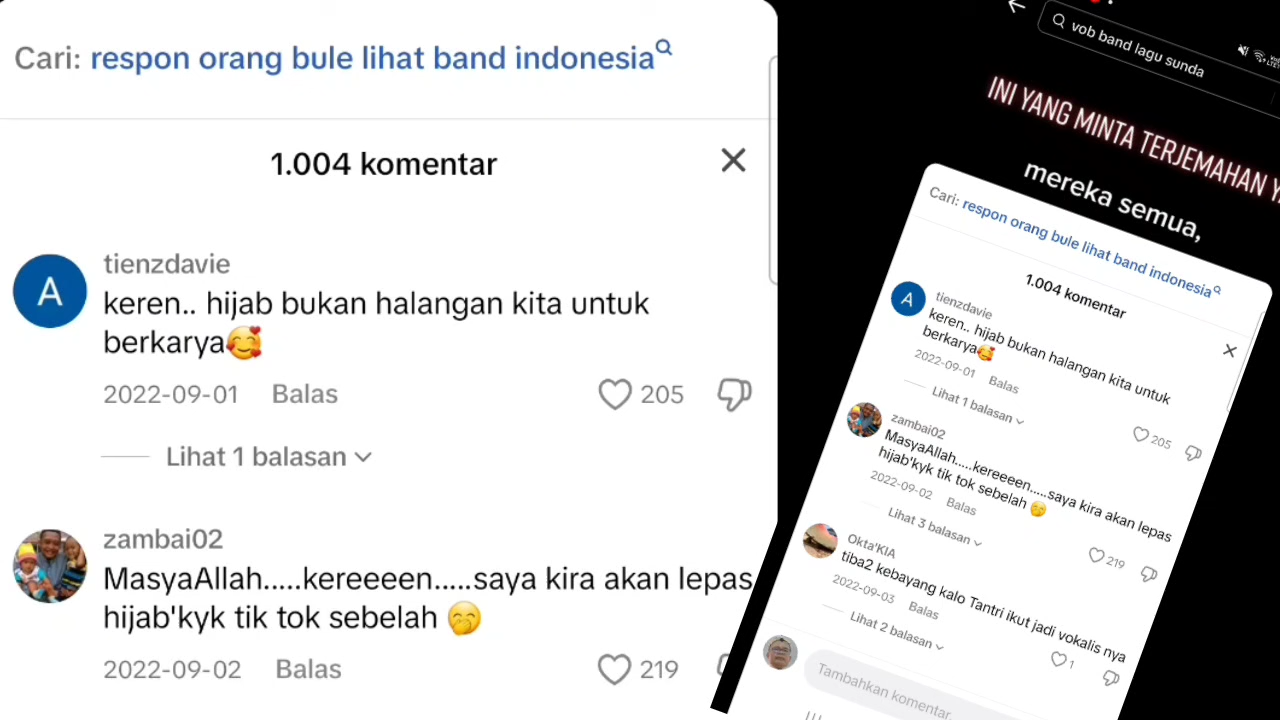 Cari: respon orang bule lihat band indonesia
1.004 komentar
A
tienzdavie
keren.. hijab bukan halangan kita untuk
berkarya🥰
2022-09-01 Balas 205
Lihat 1 balasan
zambai02
MasyaAllah.....kereeeen.....saya kira akan lepas
hijab'kyk tik tok sebelah 🤭
2022-09-02 Balas 219
vob band lagu sunda
INI YANG MINTA TERJEMAHAN
mereka semua,
Cari: respon orang bule lihat band indonesia
1.004 komentar
A
tienzdavie
keren.. hijab bukan halangan kita untuk
berkarya🥰
2022-09-01 Balas
205
Lihat 1 balasan
zambai02
MasyaAllah.....kereeeen.....saya kira akan lepas
hijab'kyk tik tok sebelah 🤭
2022-09-02 Balas
219
Lihat 3 balasan
Okta'KIA
tiba2 kebayang kalo Tantri ikut jadi vokalis nya
2022-09-03 Balas
1
Lihat 2 balasan
Tambahkan komentar.